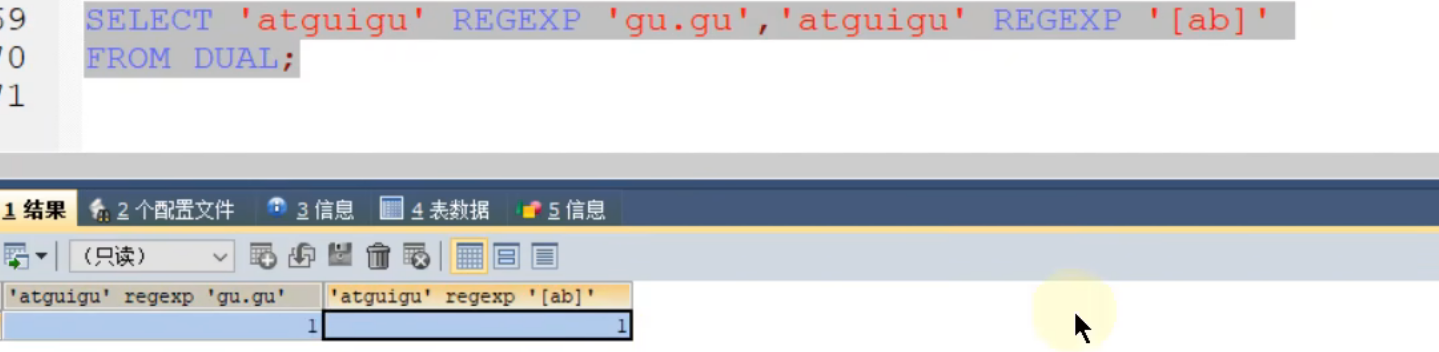 59 SELECT 'atguigu' REGEXP 'gu.gu','atguigu' REGEXP '[ab]'
70 FROM DUAL;
71
1 结果 2 个配置文件 3 信息 4 表数据 5 信息
(只读)
'atguigu' regexp 'gu.gu' 'atguigu' regexp '[ab]'
1 1